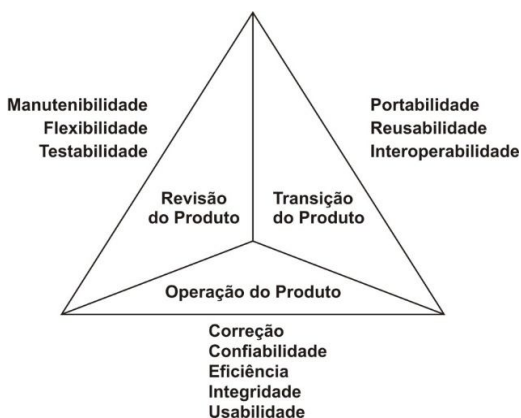 Manutenibilidade
Flexibilidade
Testabilidade
Portabilidade
Reusabilidade
Interoperabilidade
Revisão
do Produto
Transição
do Produto
Operação do Produto
Correção
Confiabilidade
Eficiência
Integridade
Usabilidade